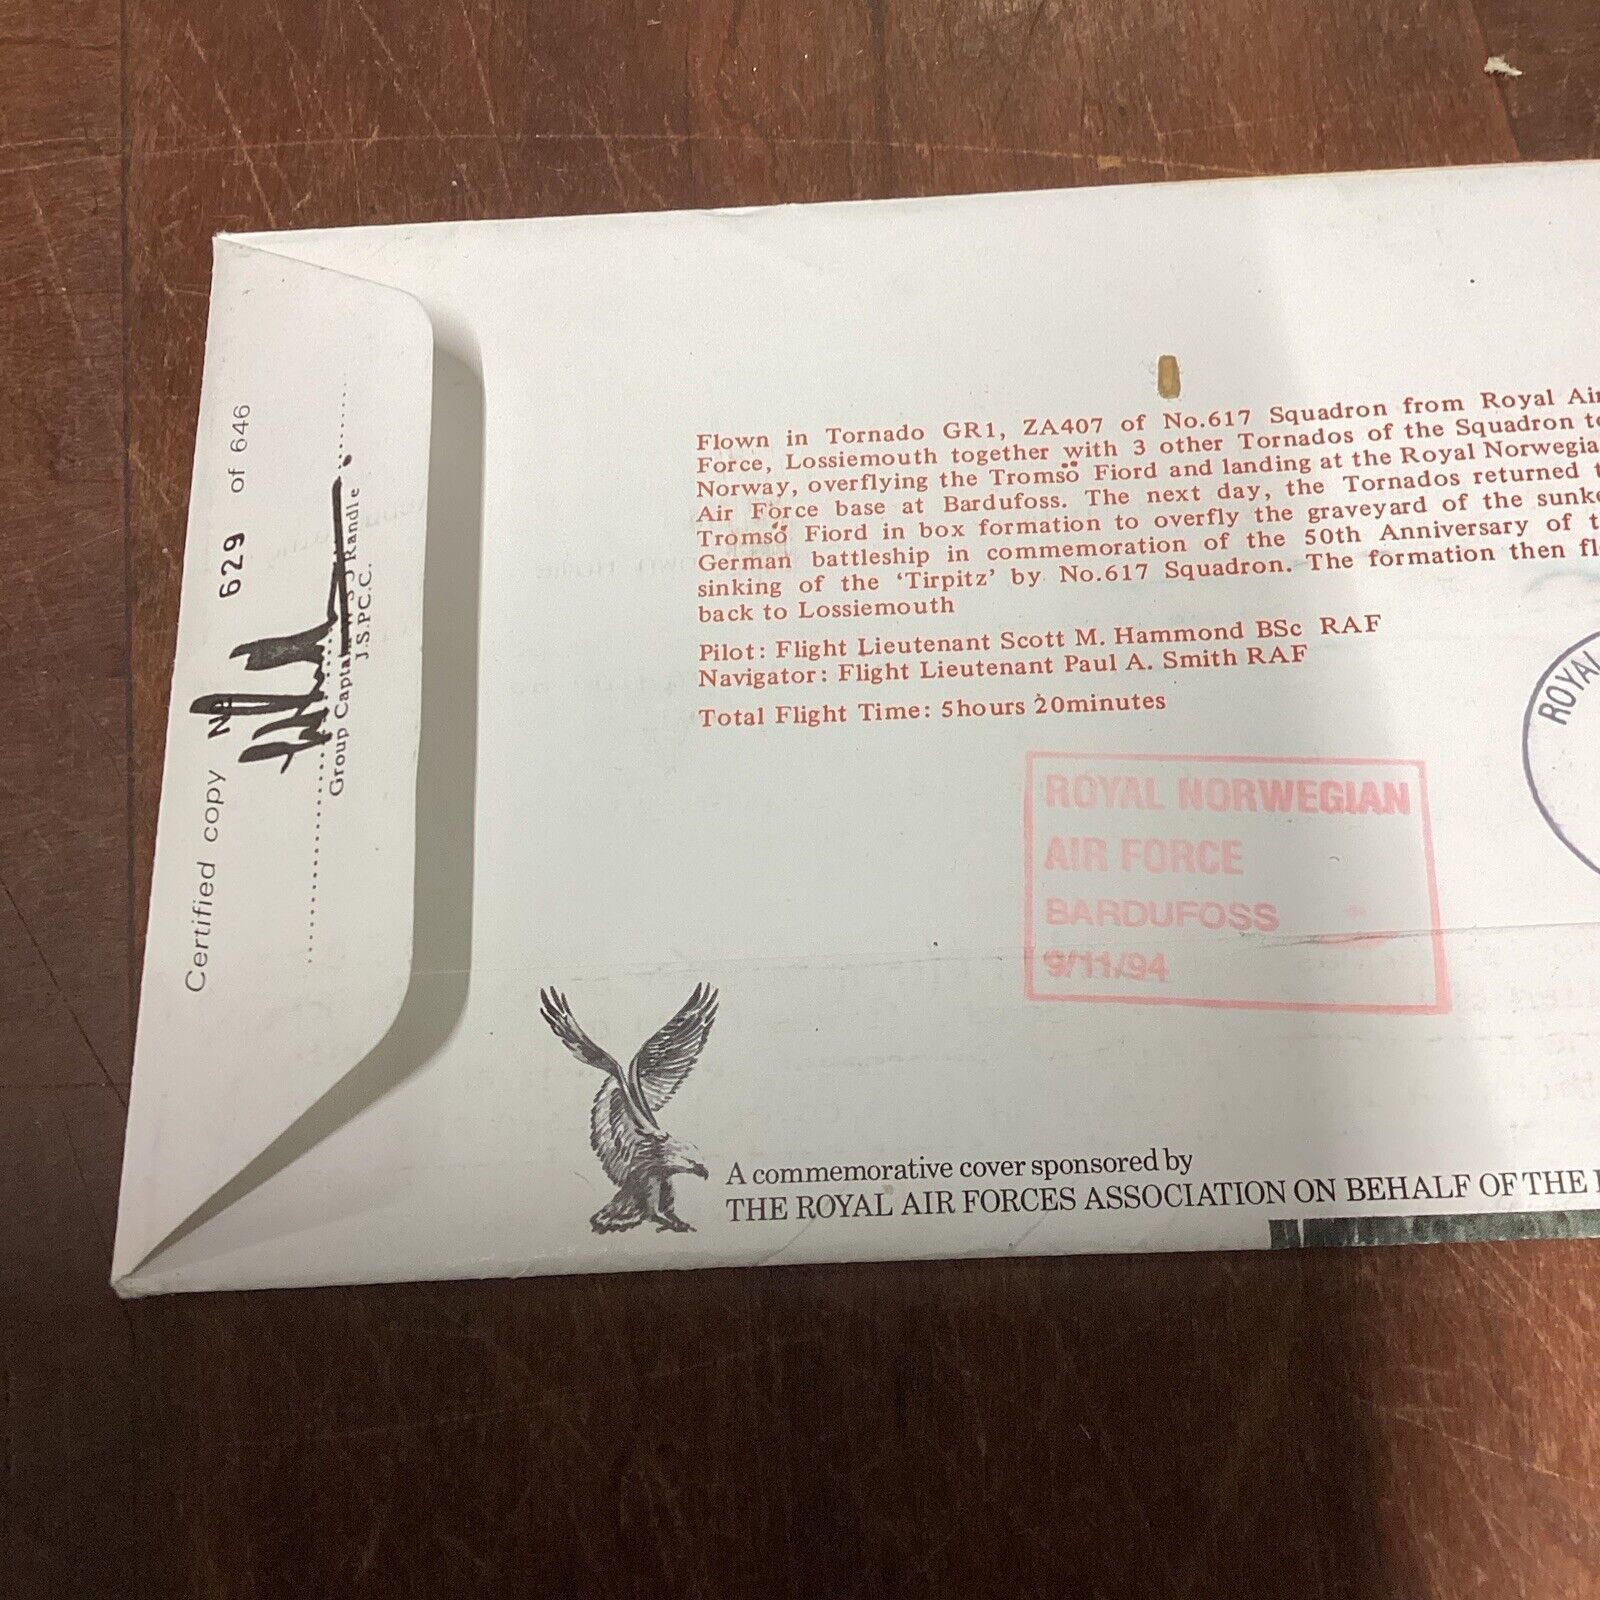 Certified copy No 629 of 646
Group Captain W S O Randle
J.S.P.C.C.
Flown in Tornado GR1, ZA407 of No.617 Squadron from Royal Air
Force, Lossiemouth together with 3 other Tornados of the Squadron to
Norway, overflying the Tromsö Fiord and landing at the Royal Norwegia
Air Force base at Bardufoss. The next day, the Tornados returned t
Tromsö Fiord in box formation to overfly the graveyard of the sunke
German battleship in commemoration of the 50th Anniversary of t
sinking of the ‘Tirpitz’ by No.617 Squadron. The formation then fl
back to Lossiemouth
Pilot: Flight Lieutenant Scott M. Hammond BSc RAF
Navigator: Flight Lieutenant Paul A. Smith RAF
Total Flight Time: 5hours 20minutes
ROYAL
ROYAL NORWEGIAN
AIR FORCE
BARDUFOSS
9/11/94
A commemorative cover sponsored by
THE ROYAL AIR FORCES ASSOCIATION ON BEHALF OF THE